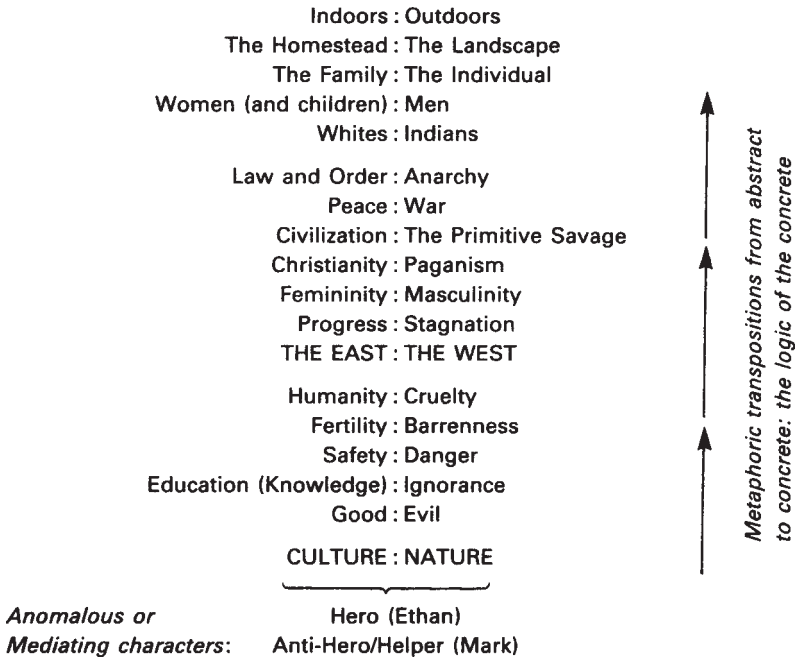 Indoors : Outdoors
The Homestead : The Landscape
The Family : The Individual
Women (and children) : Men
Whites : Indians
Law and Order : Anarchy
Peace : War
Civilization : The Primitive Savage
Christianity : Paganism
Femininity : Masculinity
Progress : Stagnation
THE EAST : THE WEST
Humanity : Cruelty
Fertility : Barrenness
Safety : Danger
Education (Knowledge) : Ignorance
Good : Evil
CULTURE : NATURE
Anomalous or Hero (Ethan)
Mediating characters: Anti-Hero/Helper (Mark)
Metaphoric transpositions from abstract
to concrete: the logic of the concrete